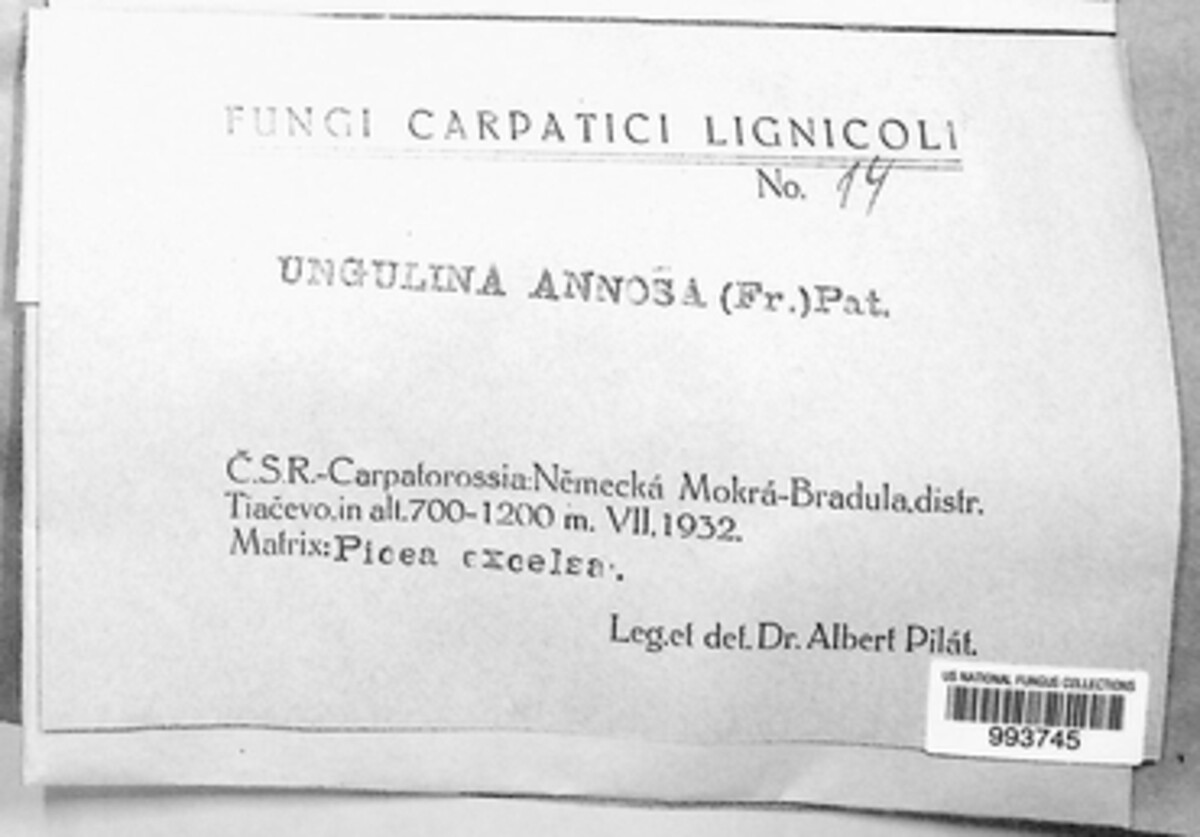 FUNGI CARPATICI LIGNICOLI
No. 14
UNGULINA ANNOSA (Fr.) Pat.
Č.S.R.-Carpatorossia: Německá Mokrá-Bradula, distr.
Tiačevo, in alt. 700-1200 m. VII. 1932.
Matrix: Picea excelsa.
Leg. et det. Dr. Albert Pilát.
US NATIONAL FUNGUS COLLECTIONS
993745